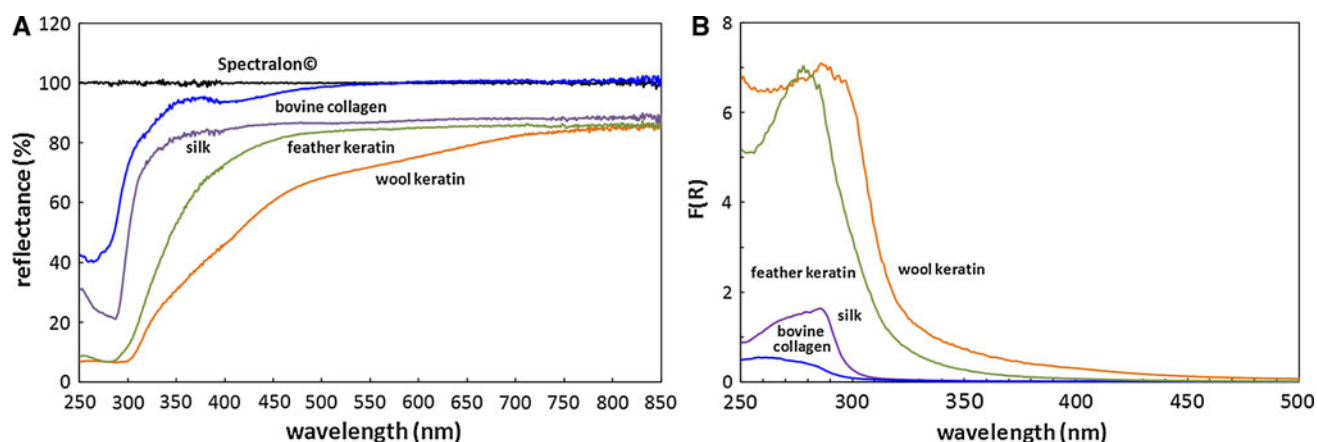 A
reflectance (%)
120
100
80
60
40
20
0
Spectralon©
bovine collagen
silk
feather keratin
wool keratin
250 300 350 400 450 500 550 600 650 700 750 800 850
wavelength (nm)
B
F(R)
8
6
4
2
0
feather keratin
wool keratin
silk
bovine
collagen
250 300 350 400 450 500
wavelength (nm)